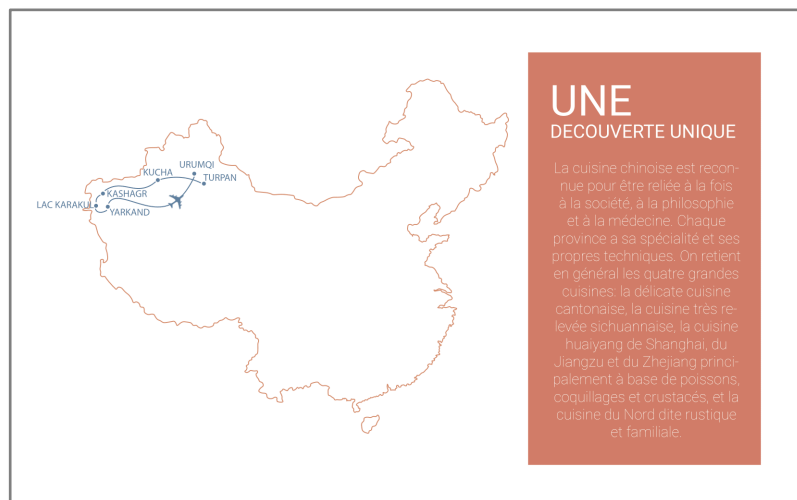 URUMQI
KUCHA
TURPAN
KASHAGR
LAC KARAKUL
YARKAND
UNE
DECOUVERTE UNIQUE
La cuisine chinoise est recon-
nue pour être reliée à la fois
à la société, à la philosophie
et à la médecine. Chaque
province a sa spécialité et ses
propres techniques. On retient
en général les quatre grandes
cuisines: la délicate cuisine
cantonaise, la cuisine très re-
levée sichuannaise, la cuisine
huaiyang de Shanghai, du
Jiangzu et du Zhejiang princi-
palement à base de poissons,
coquillages et crustacés, et la
cuisine du Nord dite rustique
et familiale.